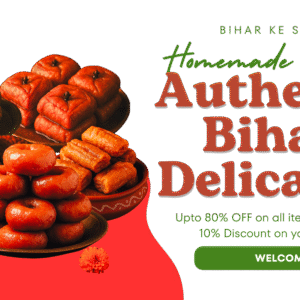 BIHAR KE S
Homemade
Authe
Biha
Delica
Upto 80% OFF on all ite
10% Discount on yo
WELCOM